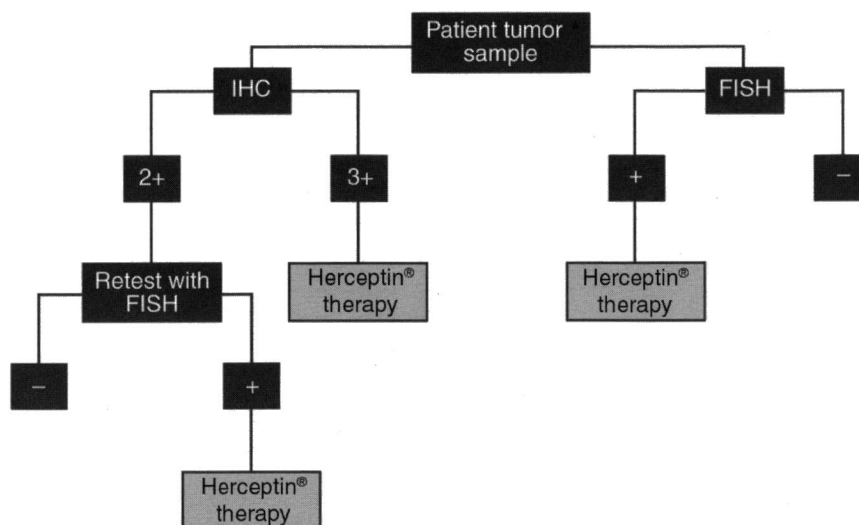 Patient tumor
sample
IHC
FISH
2+
3+
+
−
Retest with
FISH
Herceptin®
therapy
Herceptin®
therapy
−
+
Herceptin®
therapy